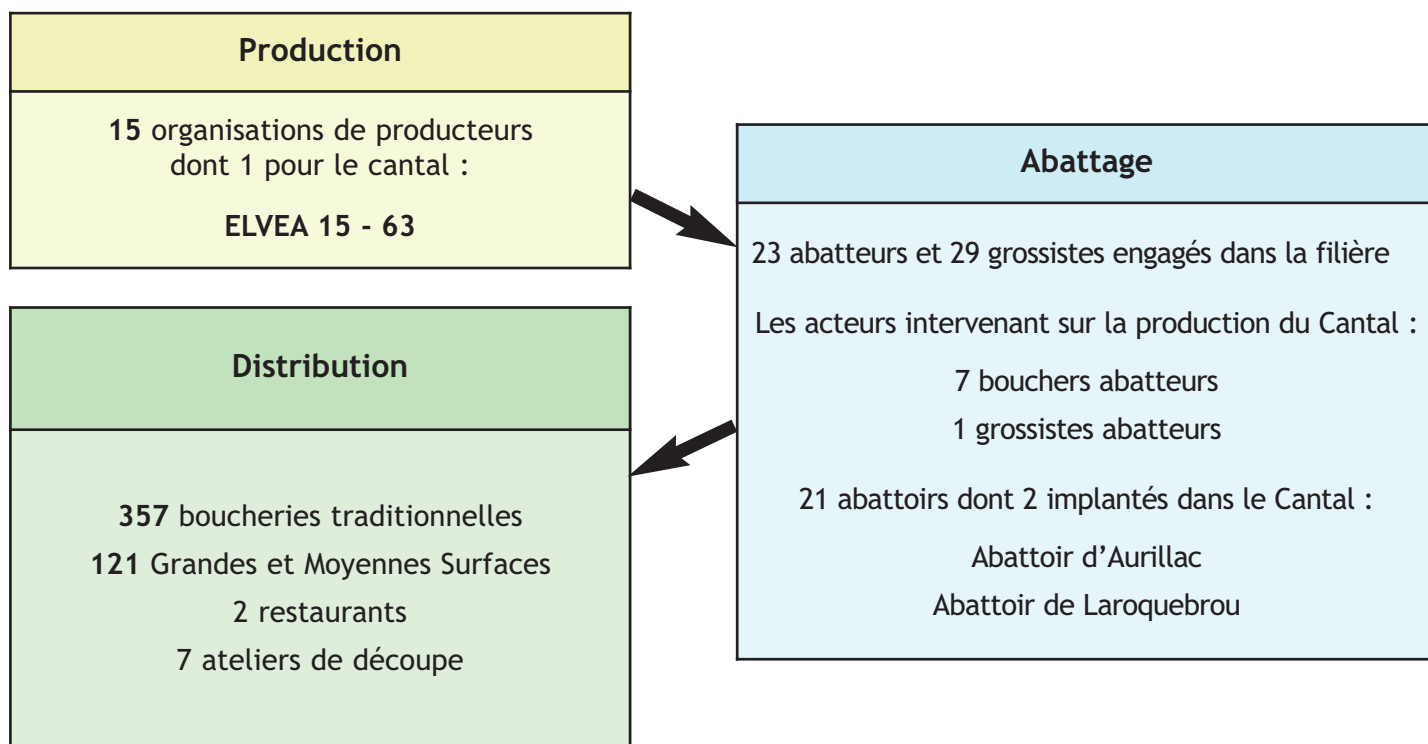 Production
15 organisations de producteurs
dont 1 pour le cantal :
ELVEA 15 - 63
Abattage
23 abatteurs et 29 grossistes engagés dans la filière
Les acteurs intervenant sur la production du Cantal :
7 bouchers abatteurs
1 grossistes abatteurs
21 abattoirs dont 2 implantés dans le Cantal :
Abattoir d’Aurillac
Abattoir de Laroquebrou
Distribution
357 boucheries traditionnelles
121 Grandes et Moyennes Surfaces
2 restaurants
7 ateliers de découpe